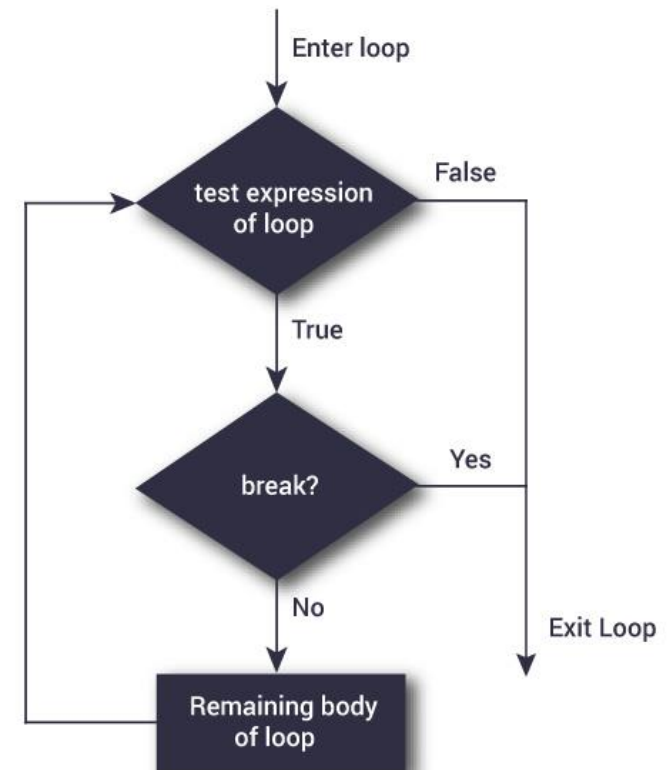 Enter loop
test expression
of loop
False
True
break?
Yes
No
Exit Loop
Remaining body
of loop